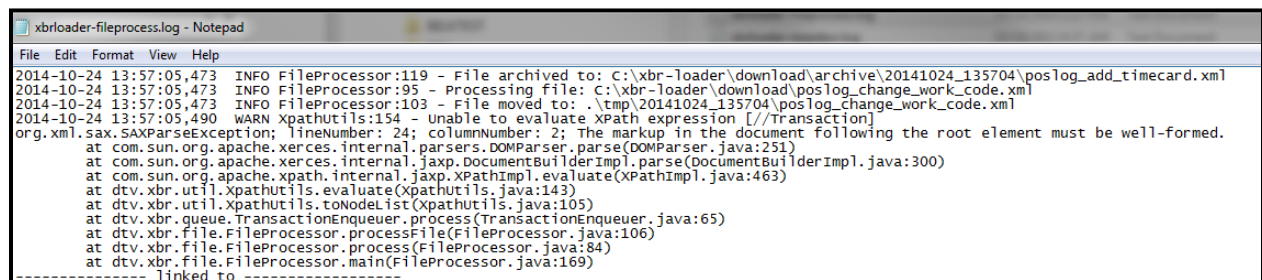 xbrloader-fileprocess.log - Notepad
File Edit Format View Help
2014-10-24 13:57:05,473 INFO FileProcessor:119 - File archived to: C:\xbr-loader\download\archive\20141024_135704\poslog_add_timecard.xml
2014-10-24 13:57:05,473 INFO FileProcessor:95 - Processing file: C:\xbr-loader\download\poslog_change_work_code.xml
2014-10-24 13:57:05,473 INFO FileProcessor:103 - File moved to: .\tmp\20141024_135704\poslog_change_work_code.xml
2014-10-24 13:57:05,490 WARN XpathUtils:154 - Unable to evaluate XPath expression [//Transaction]
org.xml.sax.SAXParseException; lineNumber: 24; columnNumber: 2; The markup in the document following the root element must be well-formed.
at com.sun.org.apache.xerces.internal.parsers.DOMParser.parse(DOMParser.java:251)
at com.sun.org.apache.xerces.internal.jaxp.DocumentBuilderImpl.parse(DocumentBuilderImpl.java:300)
at com.sun.org.apache.xpath.internal.jaxp.XPathImpl.evaluate(XPathImpl.java:463)
at dtv.xbr.util.XpathUtils.evaluate(XpathUtils.java:143)
at dtv.xbr.util.XpathUtils.toNodeList(XpathUtils.java:105)
at dtv.xbr.queue.TransactionEnqueuer.process(TransactionEnqueuer.java:65)
at dtv.xbr.file.FileProcessor.processFile(FileProcessor.java:106)
at dtv.xbr.file.FileProcessor.process(FileProcessor.java:84)
at dtv.xbr.file.FileProcessor.main(FileProcessor.java:169)
--------------- linked to ------------------